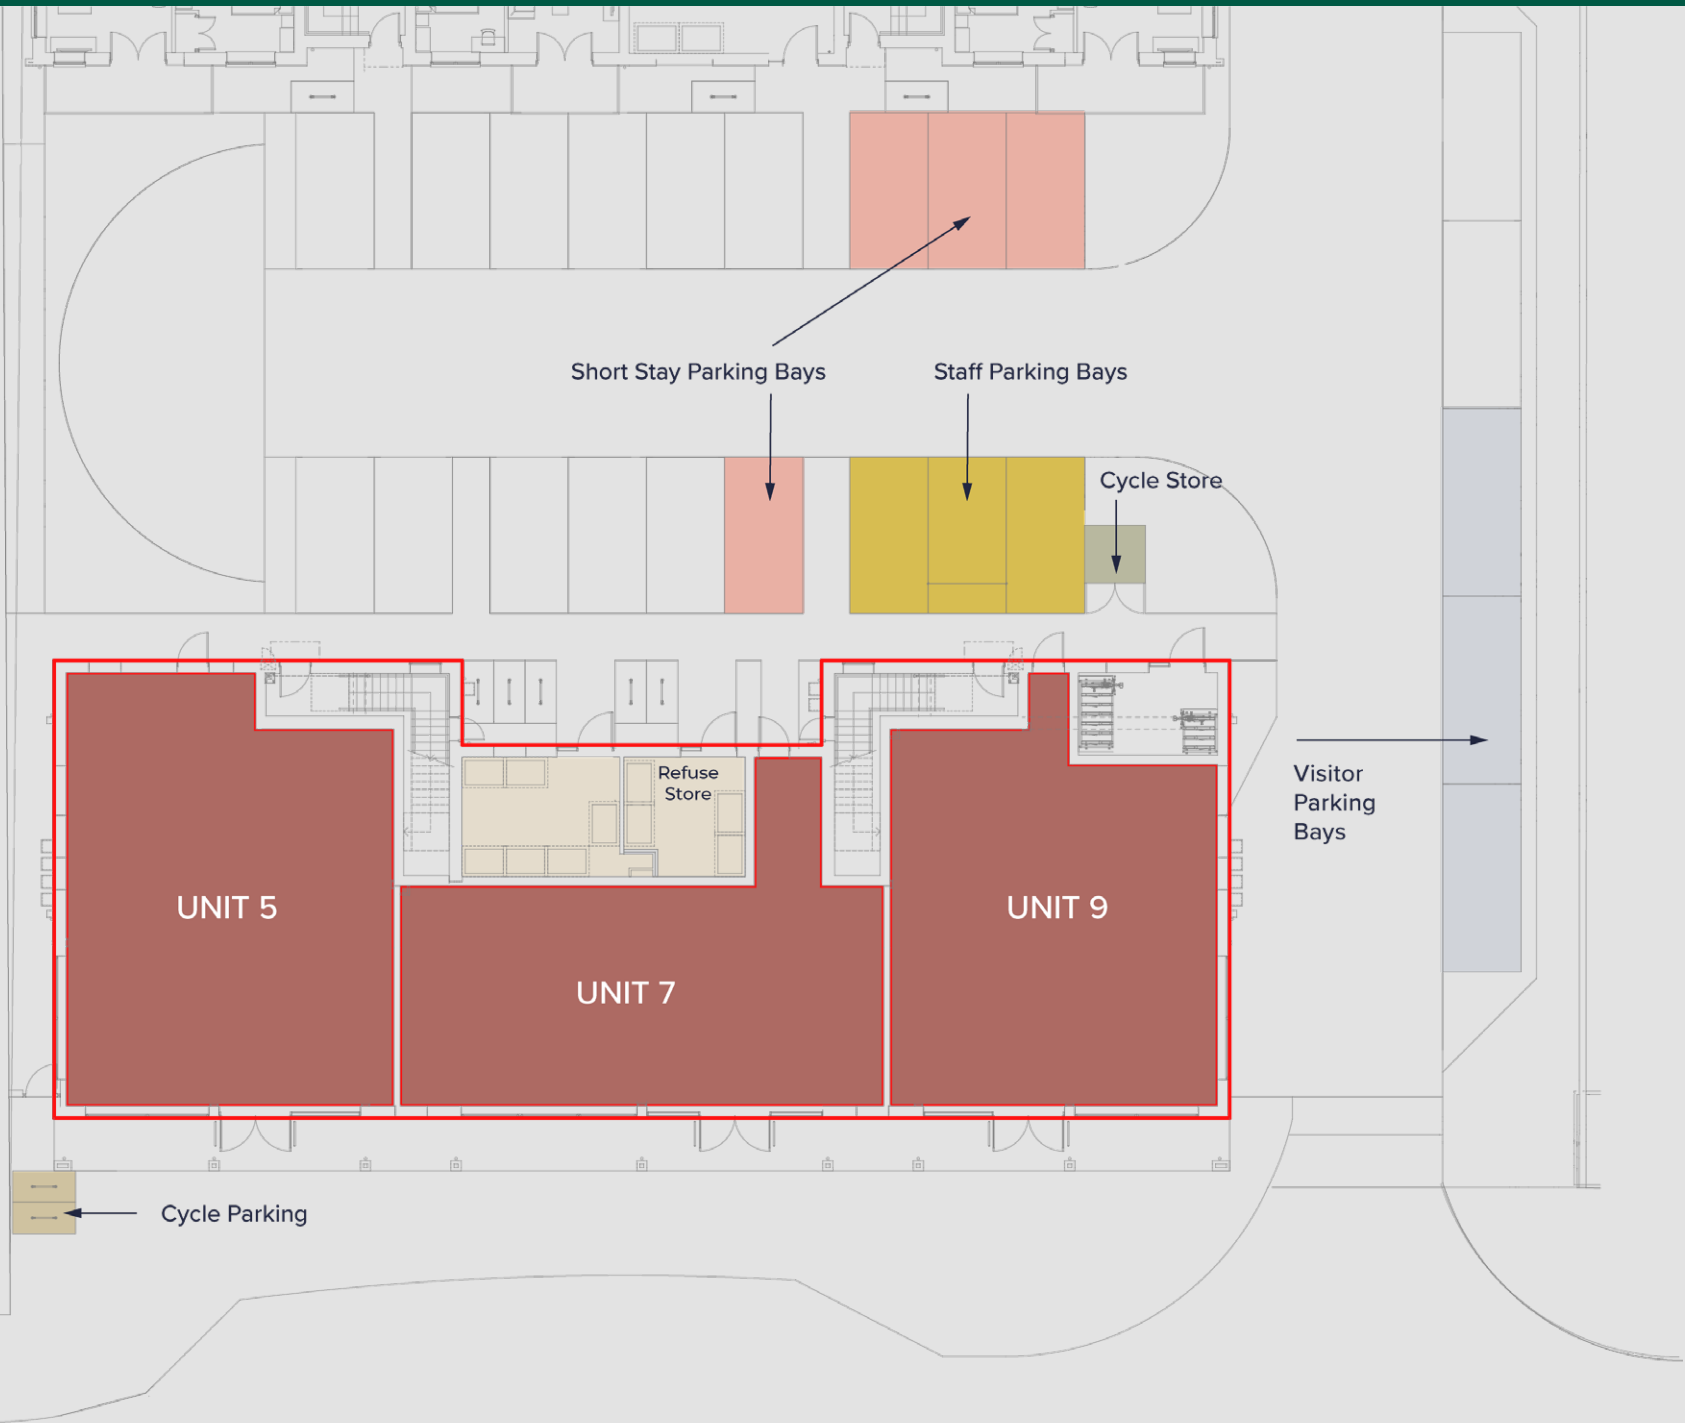 Short Stay Parking Bays
Staff Parking Bays
Cycle Store
Refuse
Store
Visitor
Parking
Bays
UNIT 5
UNIT 9
UNIT 7
Cycle Parking